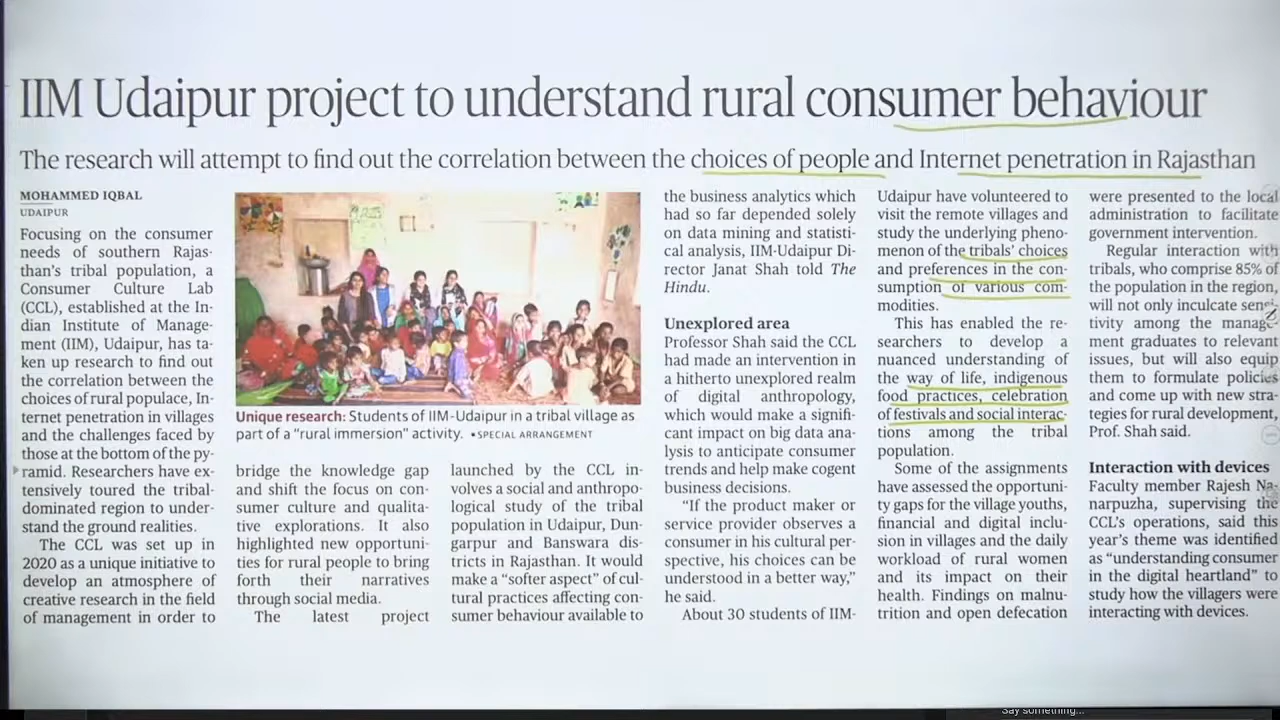 IIM Udaipur project to understand rural consumer behaviour
The research will attempt to find out the correlation between the choices of people and Internet penetration in Rajasthan
MOHAMMED IQBAL
UDAIPUR
Focusing on the consumer
needs of southern Rajas-
than's tribal population, a
Consumer Culture Lab
(CCL), established at the In-
dian Institute of Manage-
ment (IIM), Udaipur, has ta-
ken up research to find out
the correlation between the
choices of rural populace, In-
ternet penetration in villages
and the challenges faced by
those at the bottom of the py-
ramid. Researchers have ex-
tensively toured the tribal-
dominated region to under-
stand the ground realities.
The CCL was set up in
2020 as a unique initiative to
develop an atmosphere of
creative research in the field
of management in order to
Unique research: Students of IIM-Udaipur in a tribal village as
part of a "rural immersion" activity. •SPECIAL ARRANGEMENT
bridge the knowledge gap
and shift the focus on con-
sumer culture and qualita-
tive explorations. It also
highlighted new opportuni-
ties for rural people to bring
forth their narratives
through social media.
The latest project
launched by the CCL in-
volves a social and anthropo-
logical study of the tribal
population in Udaipur, Dun-
garpur and Banswara dis-
tricts in Rajasthan. It would
make a "softer aspect" of cul-
tural practices affecting con-
sumer behaviour available to
the business analytics which
had so far depended solely
on data mining and statisti-
cal analysis, IIM-Udaipur Di-
rector Janat Shah told The
Hindu.
Unexplored area
Professor Shah said the CCL
had made an intervention in
a hitherto unexplored realm
of digital anthropology,
which would make a signifi-
cant impact on big data ana-
lysis to anticipate consumer
trends and help make cogent
business decisions.
"If the product maker or
service provider observes a
consumer in his cultural per-
spective, his choices can be
understood in a better way,"
he said.
About 30 students of IIM-
Udaipur have volunteered to
visit the remote villages and
study the underlying pheno-
menon of the tribals' choices
and preferences in the con-
sumption of various com-
modities.
This has enabled the re-
searchers to develop a
nuanced understanding of
the way of life, indigenous
food practices, celebration
of festivals and social interac-
tions among the tribal
population.
Some of the assignments
have assessed the opportuni-
ty gaps for the village youths,
financial and digital inclu-
sion in villages and the daily
workload of rural women
and its impact on their
health. Findings on malnu-
trition and open defecation
were presented to the local
administration to facilitate
government intervention.
Regular interaction with
tribals, who comprise 85% of
the population in the region,
will not only inculcate sensi-
tivity among the manage-
ment graduates to relevant
issues, but will also equip
them to formulate policies
and come up with new stra-
tegies for rural development,
Prof. Shah said.
Interaction with devices
Faculty member Rajesh Na-
narpuzha, supervising the
CCL's operations, said this
year's theme was identified
as "understanding consumer
in the digital heartland" to
study how the villagers were
interacting with devices.
Say something...